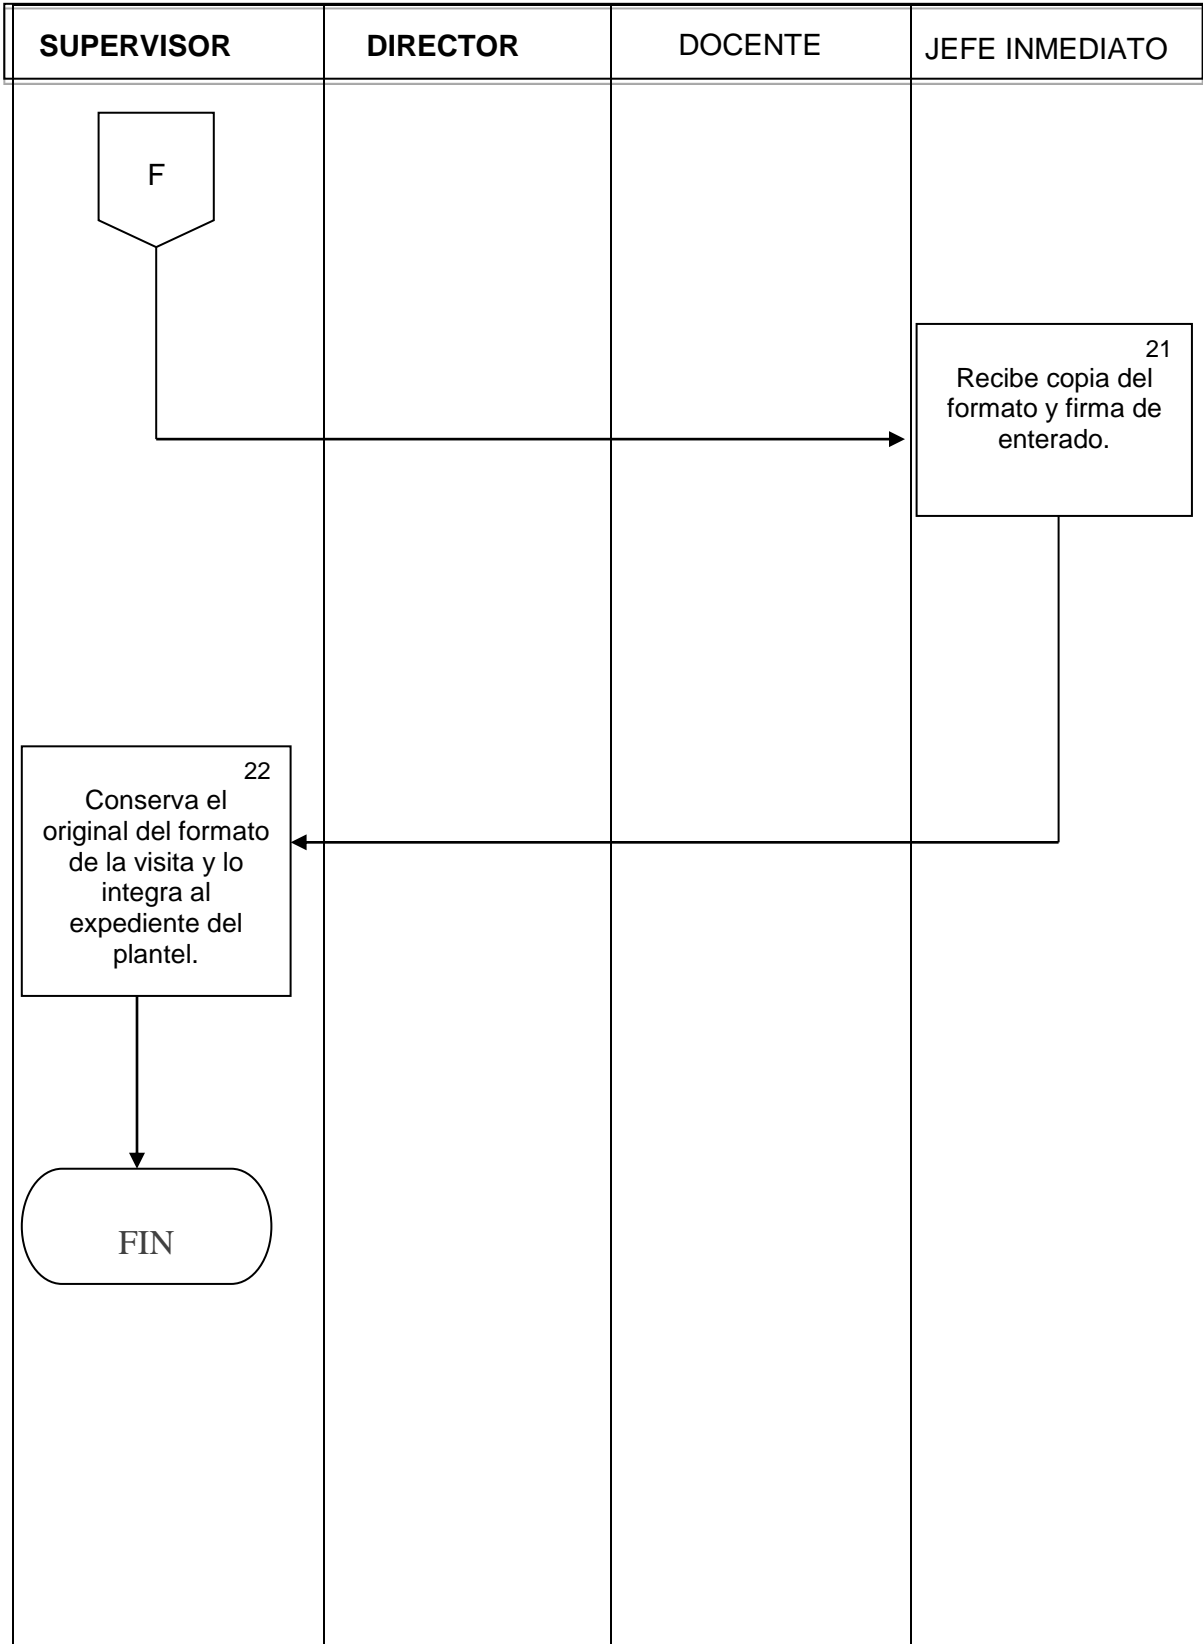 SUPERVISOR
DIRECTOR
DOCENTE
JEFE INMEDIATO
F
21
Recibe copia del
formato y firma de
enterado.
22
Conserva el
original del formato
de la visita y lo
integra al
expediente del
plantel.
FIN